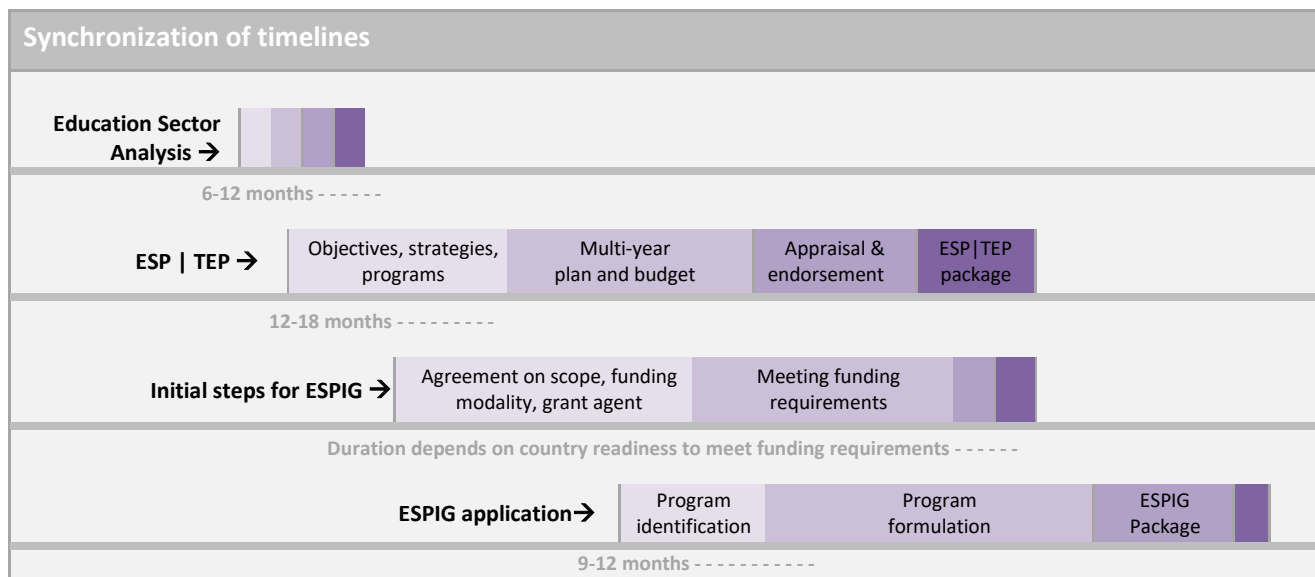 Synchronization of timelines
Education Sector
Analysis →
6-12 months - - - - - -
ESP | TEP →
Objectives, strategies,
programs
Multi-year
plan and budget
Appraisal &
endorsement
ESP|TEP
package
12-18 months - - - - - - - - -
Initial steps for ESPIG →
Agreement on scope, funding
modality, grant agent
Meeting funding
requirements
Duration depends on country readiness to meet funding requirements - - - - - -
ESPIG application→
Program
identification
Program
formulation
ESPIG
Package
9-12 months - - - - - - - - - - -